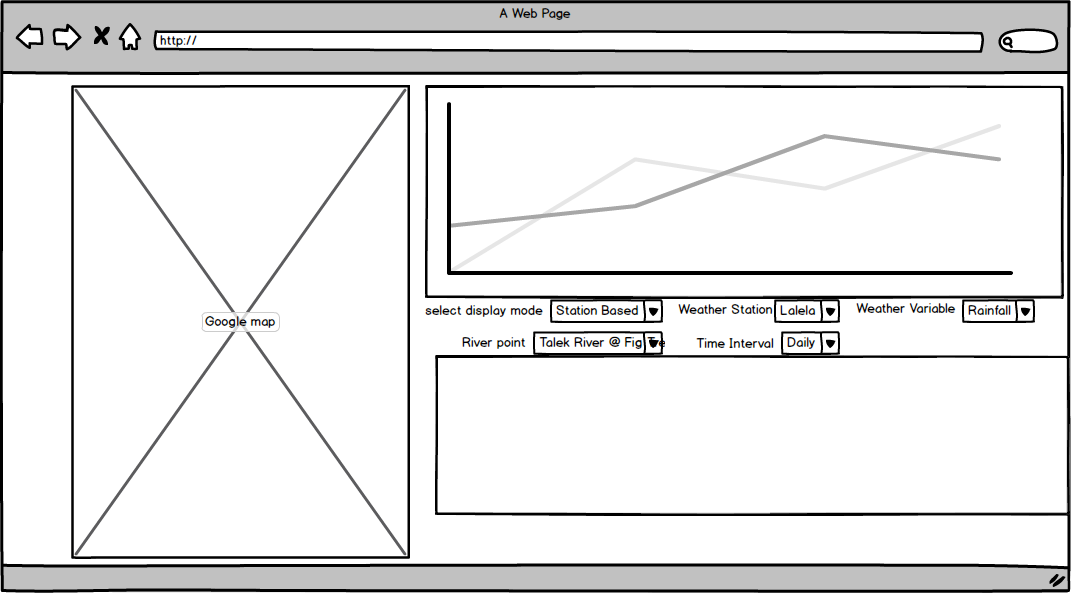 A Web Page
http://
Google map
select display mode Station Based Weather Station Lalela Weather Variable Rainfall
River point Talek River @ Fig Time Interval Daily